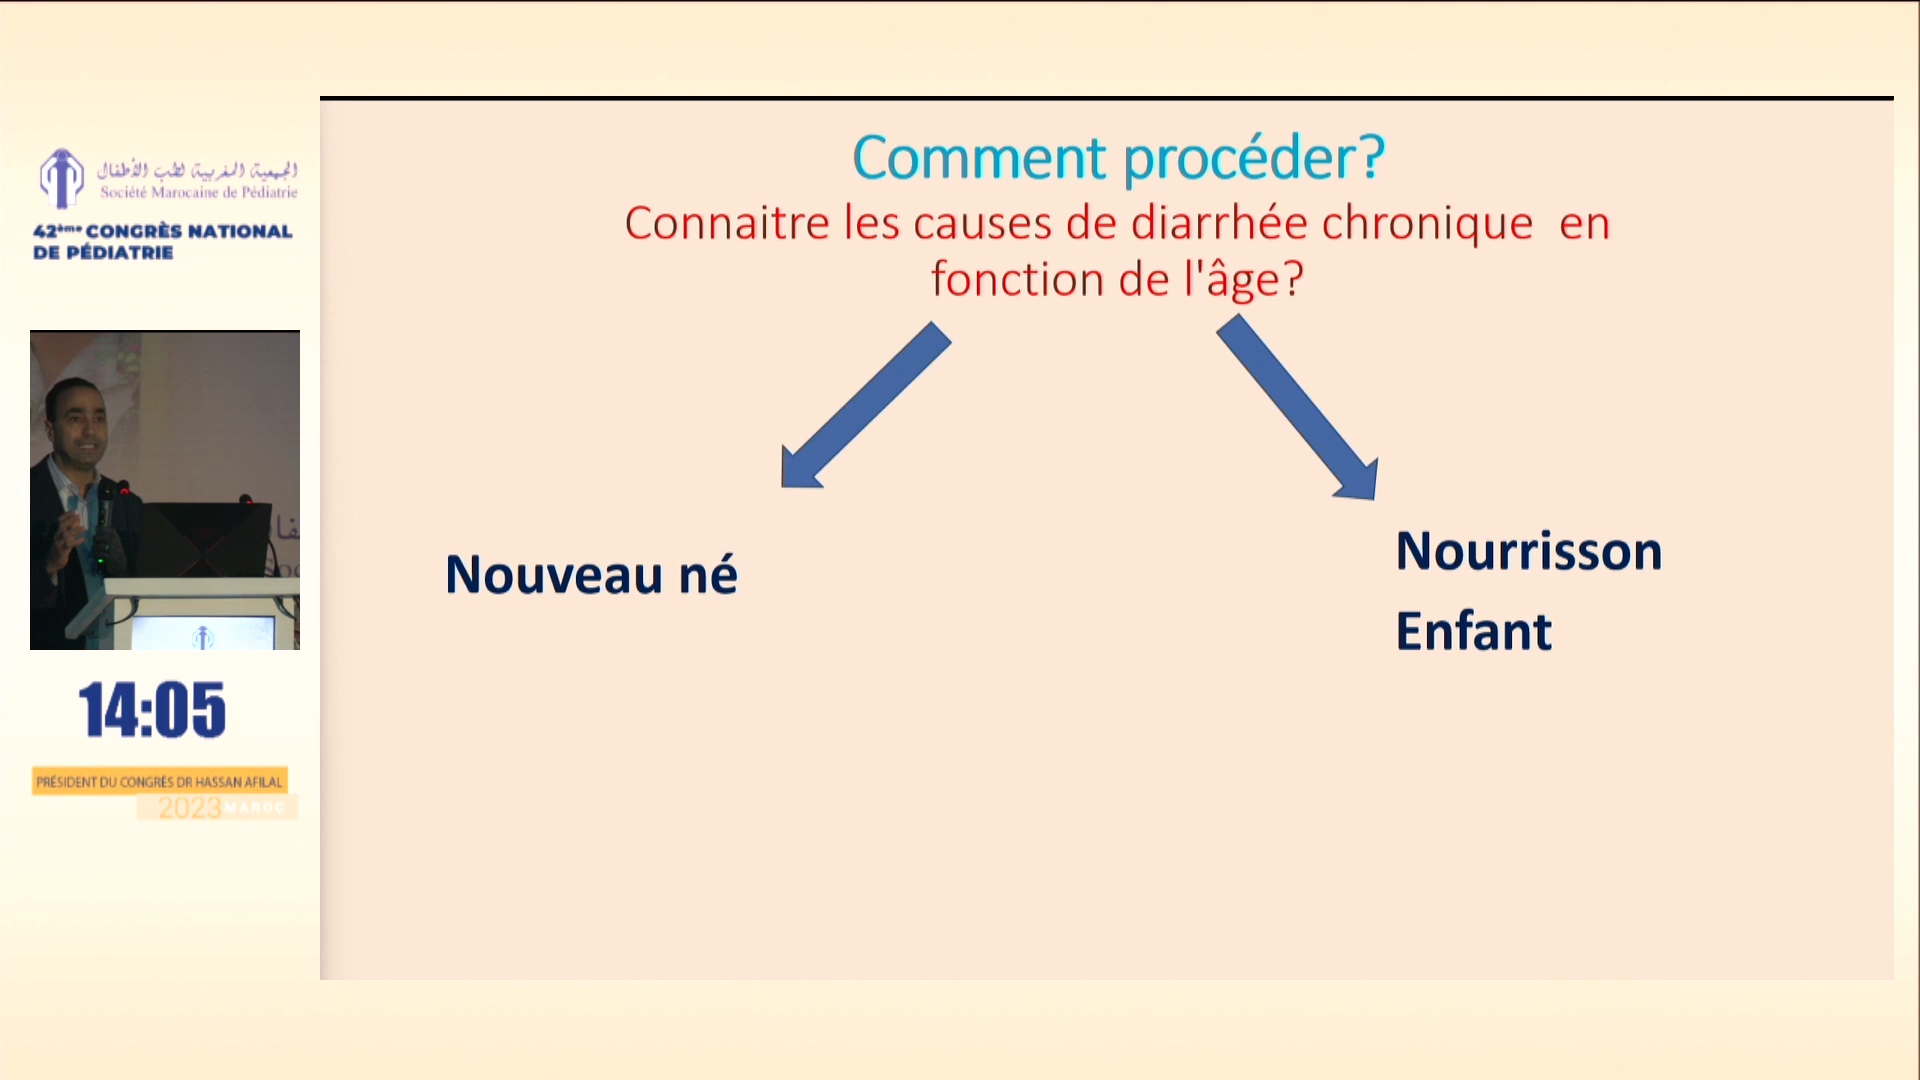 الجمعية المغربية لطب الأطفال
Société Marocaine de Pédiatrie
42ème CONGRÈS NATIONAL
DE PÉDIATRIE
14:05
PRÉSIDENT DU CONGRÈS DR HASSAN AFILAL
2023 MAROC
Comment procéder?
Connaitre les causes de diarrhée chronique en
fonction de l'âge?
Nouveau né
Nourrisson
Enfant